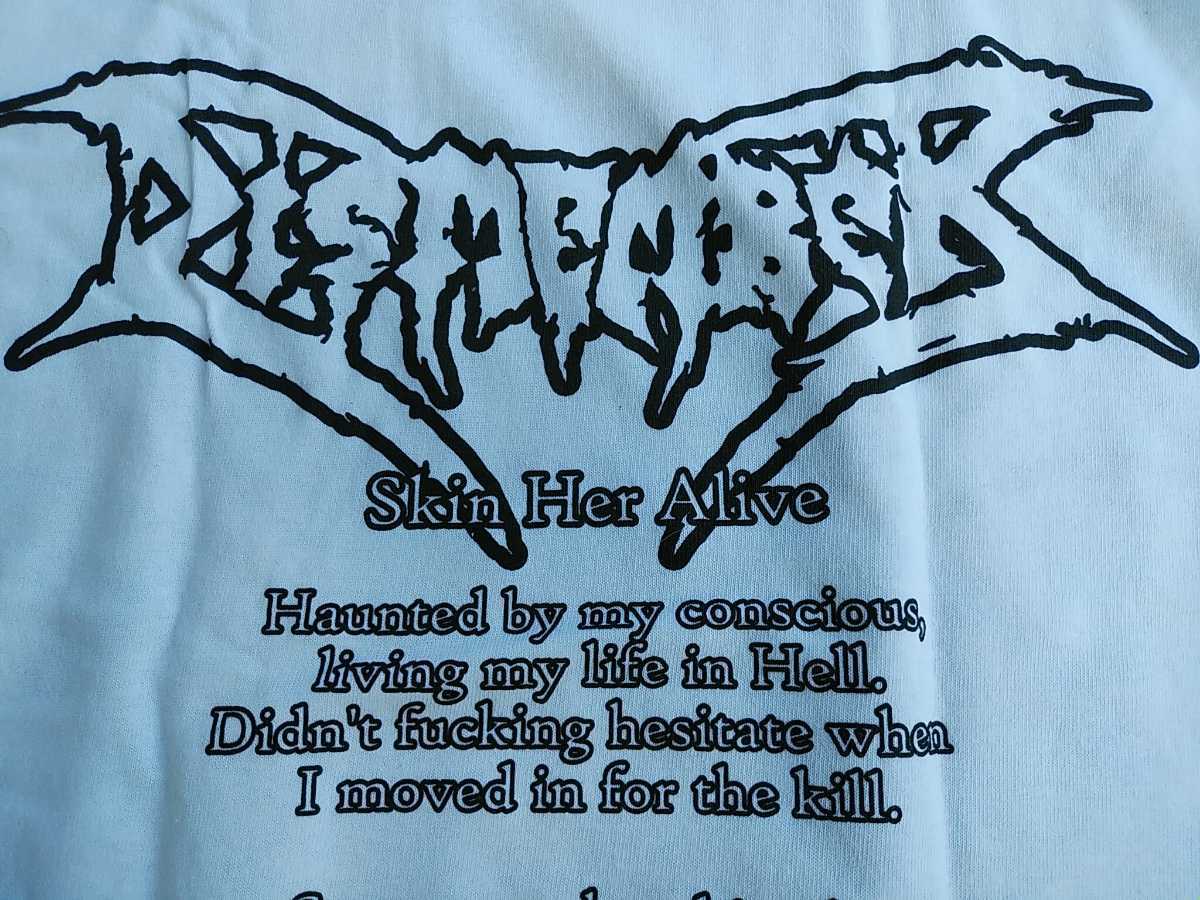 DISMEMBER
Skin Her Alive
Haunted by my conscious,
living my life in Hell.
Didn't fucking hesitate when
I moved in for the kill.